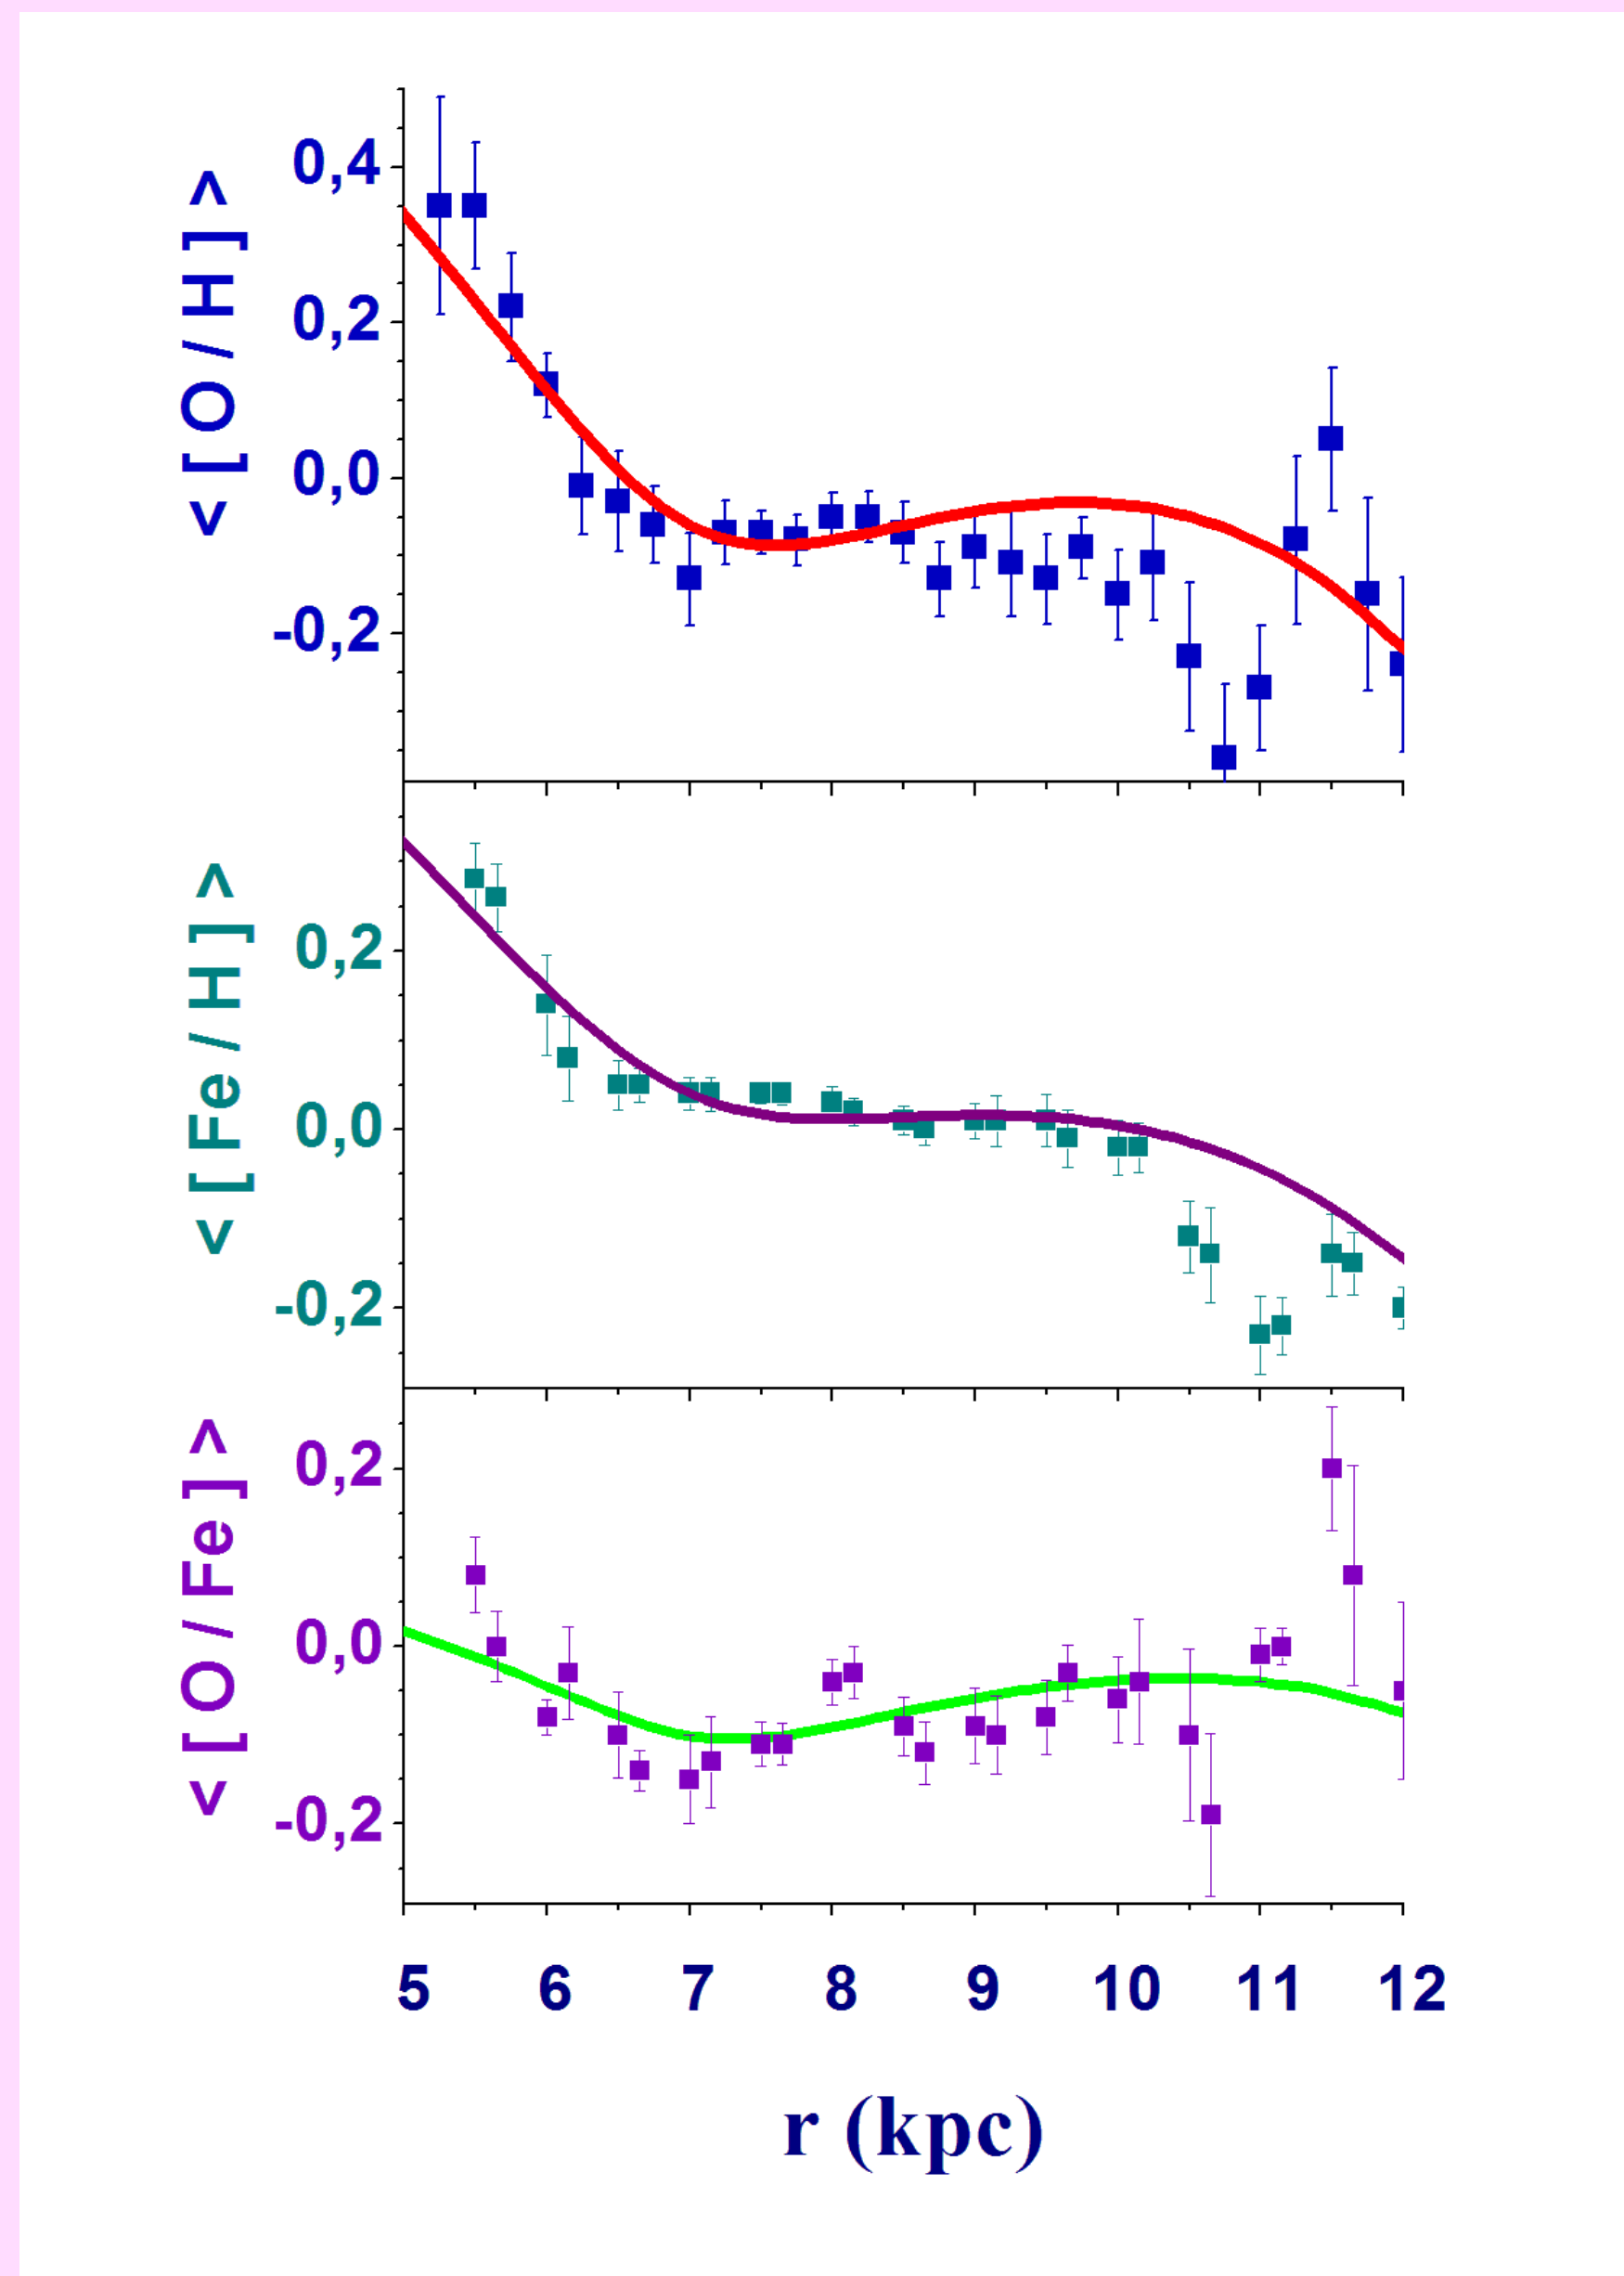 < [ O / H ] >
0,4
0,2
0,0
-0,2
< [ Fe / H ] >
0,2
0,0
-0,2
< [ O / Fe ] >
0,2
0,0
-0,2
5 6 7 8 9 10 11 12
r (kpc)